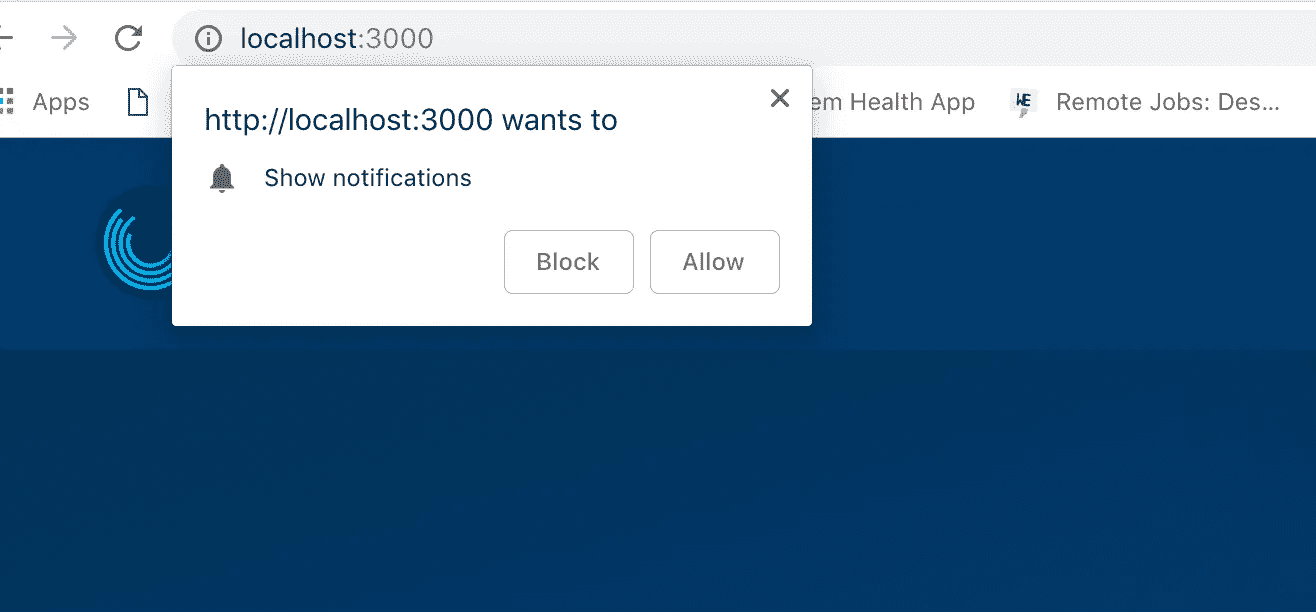 localhost:3000
Apps
em Health App
Remote Jobs: Des...
http://localhost:3000 wants to
Show notifications
Block
Allow